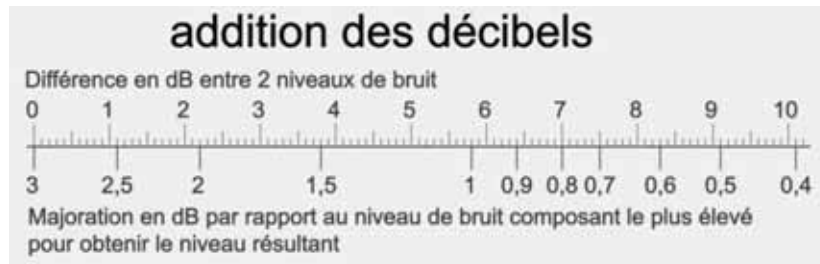 addition des décibels
Différence en dB entre 2 niveaux de bruit
0 1 2 3 4 5 6 7 8 9 10
3 2,5 2 1,5 1 0,9 0,8 0,7 0,6 0,5 0,4
Majoration en dB par rapport au niveau de bruit composant le plus élevé
pour obtenir le niveau résultant